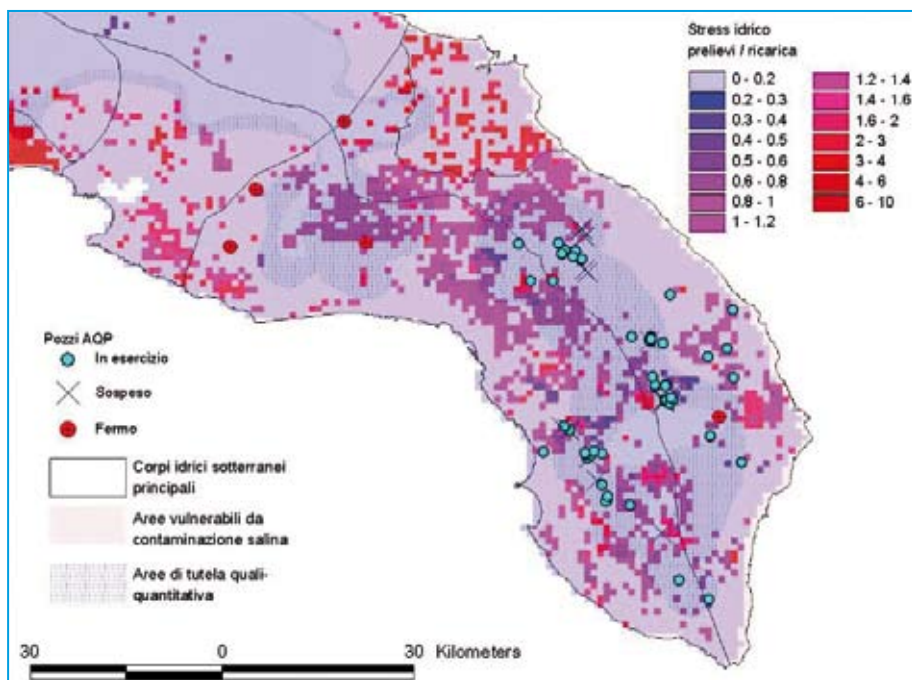 Stress idrico
prelievi / ricarica
0 - 0.2
0.2 - 0.3
0.3 - 0.4
0.4 - 0.5
0.5 - 0.6
0.6 - 0.8
0.8 - 1
1 - 1.2
1.2 - 1.4
1.4 - 1.6
1.6 - 2
2 - 3
3 - 4
4 - 6
6 - 10
Pozzi AQP
In esercizio
Sospeso
Fermo
Corpi idrici sotterranei
principali
Aree vulnerabili da
contaminazione salina
Aree di tutela quali-
quantitativa
30 0 30 Kilometers